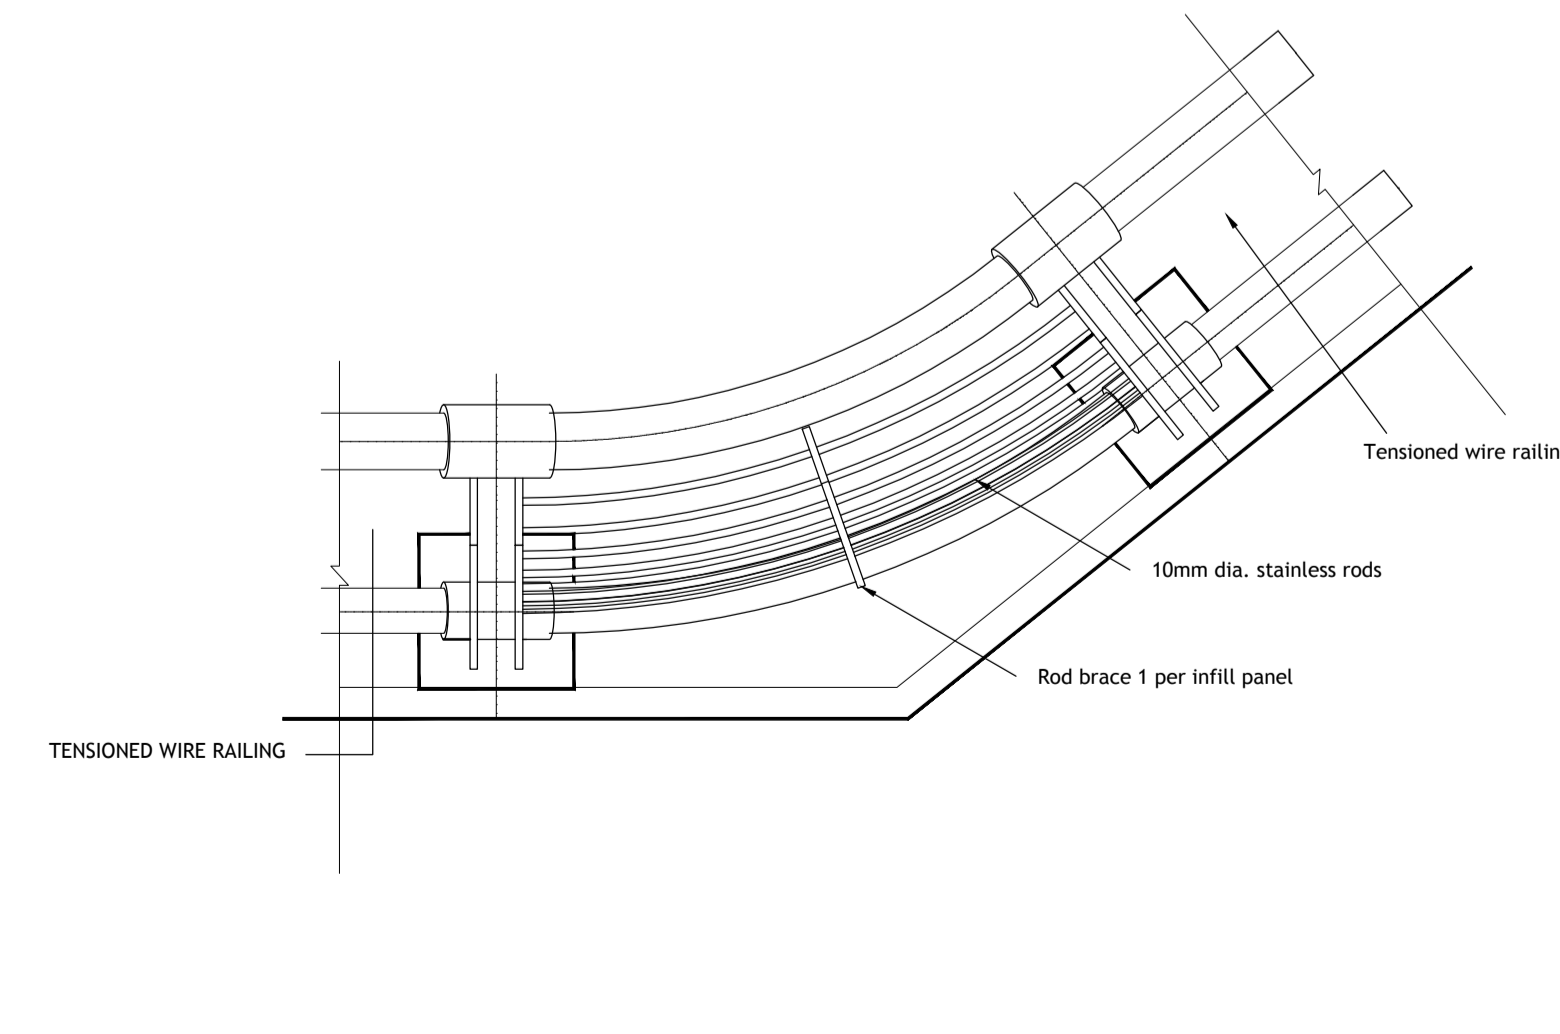 Tensioned wire railin
10mm dia. stainless rods
Rod brace 1 per infill panel
TENSIONED WIRE RAILING